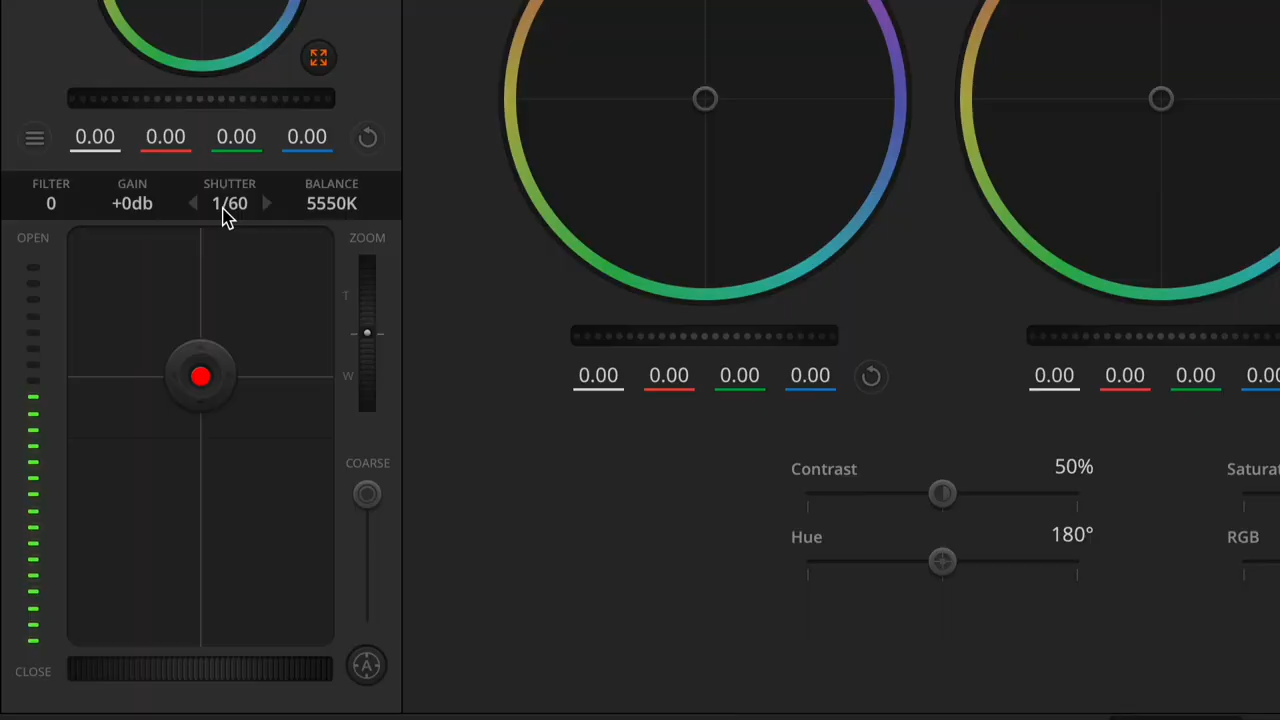 0.00 0.00 0.00 0.00
FILTER GAIN SHUTTER BALANCE
0 +0db 1/60 5550K
OPEN ZOOM
T
W
0.00 0.00 0.00 0.00 0.00 0.00 0.00
COARSE
Contrast 50%
Hue 180° RGB
A
CLOSE